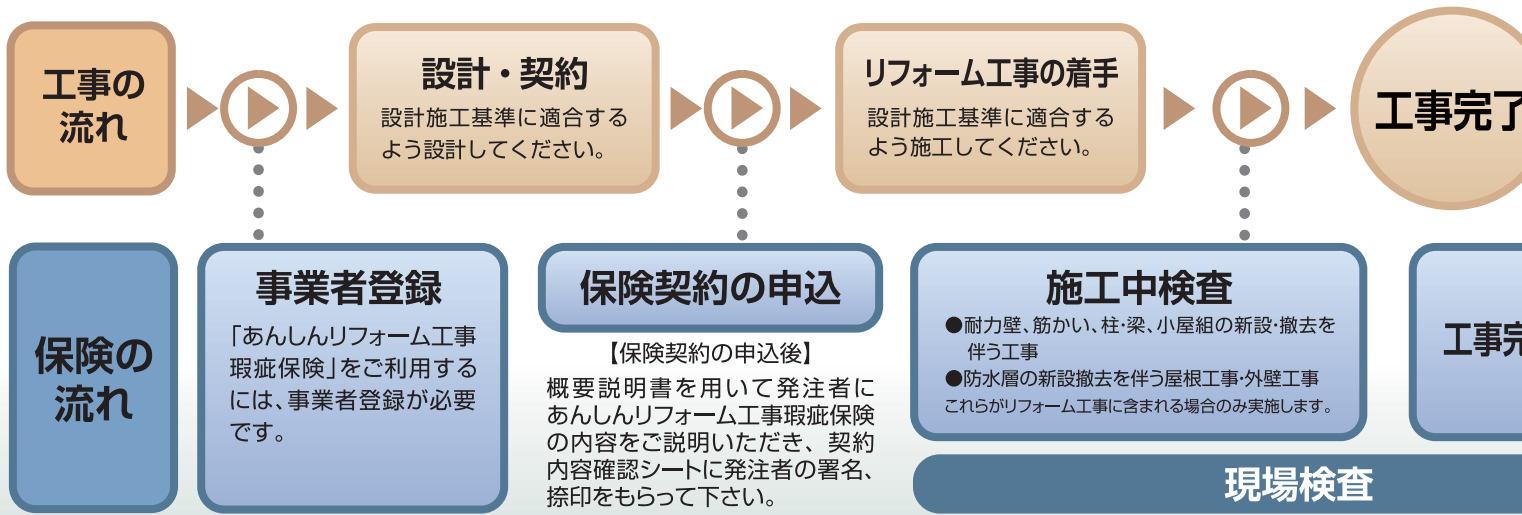 工事の
流れ
設計・契約
設計施工基準に適合する
よう設計してください。
リフォーム工事の着手
設計施工基準に適合する
よう施工してください。
工事完了
保険の
流れ
事業者登録
「あんしんリフォーム工事
瑕疵保険」をご利用する
には、事業者登録が必要
です。
保険契約の申込
【保険契約の申込後】
概要説明書を用いて発注者に
あんしんリフォーム工事瑕疵保険
の内容をご説明いただき、契約
内容確認シートに発注者の署名、
捺印をもらって下さい。
施工中検査
●耐力壁、筋かい、柱・梁、小屋組の新設・撤去を
伴う工事
●防水層の新設撤去を伴う屋根工事・外壁工事
これらがリフォーム工事に含まれる場合のみ実施します。
工事完
現場検査